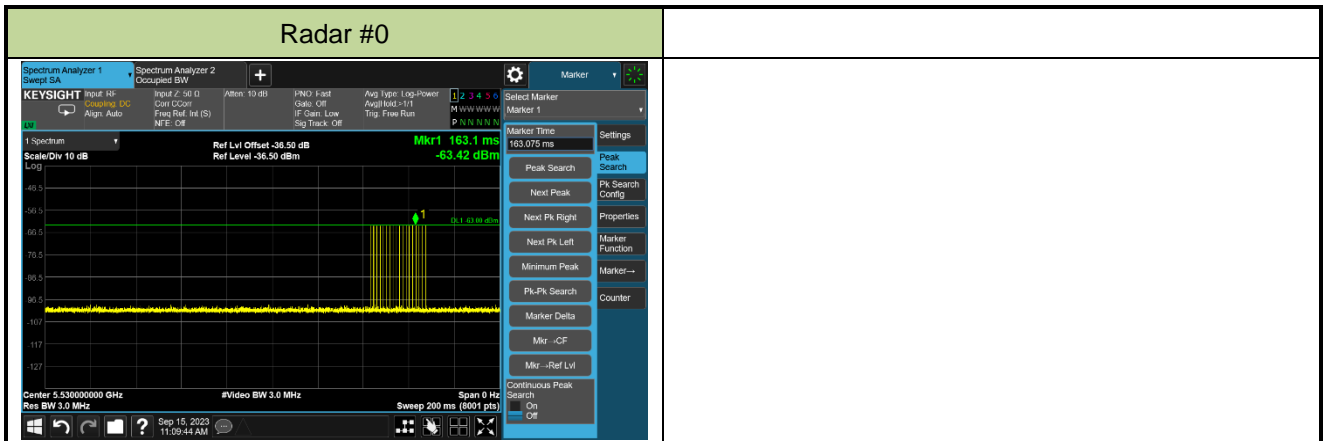 Radar #0
Spectrum Analyzer 1
Swept SA
Spectrum Analyzer 2
Occupied BW
Marker
KEYSIGHT
Input: RF
Coupling: DC
Align: Auto
Input Z: 50 Ω
Corr CCorr
Freq Ref: Int (S)
NFE: Off
Atten: 10 dB
PNO: Fast
Gate: Off
IF Gain: Low
Sig Track: Off
Avg Type: Log-Power
Avg|Hold:>1/1
Trig: Free Run
1 2 3 4 5 6
M W W W W W
P N N N N N
Select Marker
Marker 1
1 Spectrum
Scale/Div 10 dB
Ref Lvl Offset -36.50 dB
Ref Level -36.50 dBm
Mkr1 163.1 ms
-63.42 dBm
Log
-46.5
-56.5
-66.5
-76.5
-86.5
-96.5
-107
-117
-127
1
DL1 -63.00 dBm
Center 5.530000000 GHz
Res BW 3.0 MHz
#Video BW 3.0 MHz
Span 0 Hz
Sweep 200 ms (8001 pts)
Marker Time
163.075 ms
Peak Search
Next Peak
Next Pk Right
Next Pk Left
Minimum Peak
Pk-Pk Search
Marker Delta
Mkr→CF
Mkr→Ref Lvl
Continuous Peak
Search
On
Off
Settings
Peak
Search
Pk Search
Config
Properties
Marker
Function
Marker→
Counter
Sep 15, 2023
11:09:44 AM